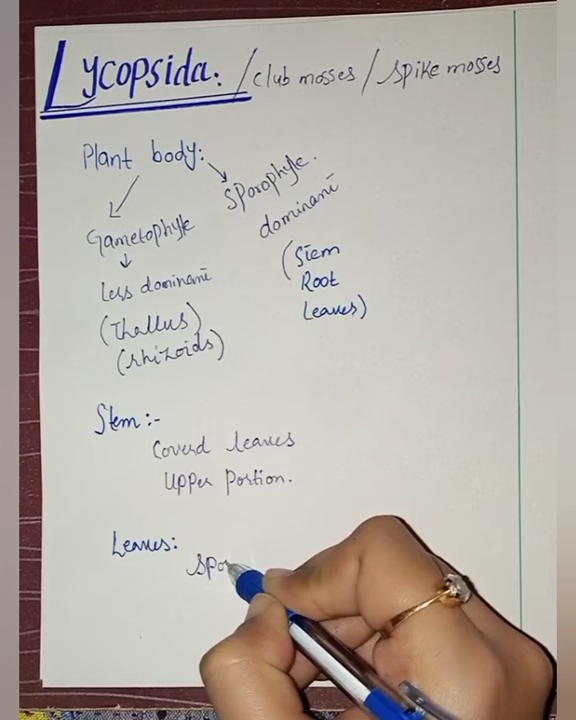 Lycopsida. / club mosses / spike mosses
Plant body:
Gametophyte
Less dominant
(Thallus)
(rhizoids)
Sporophyte.
dominant
(Stem
Root
Leaves)
Stem :-
Coverd leaves
Upper Portion.
Leaves:
Spo